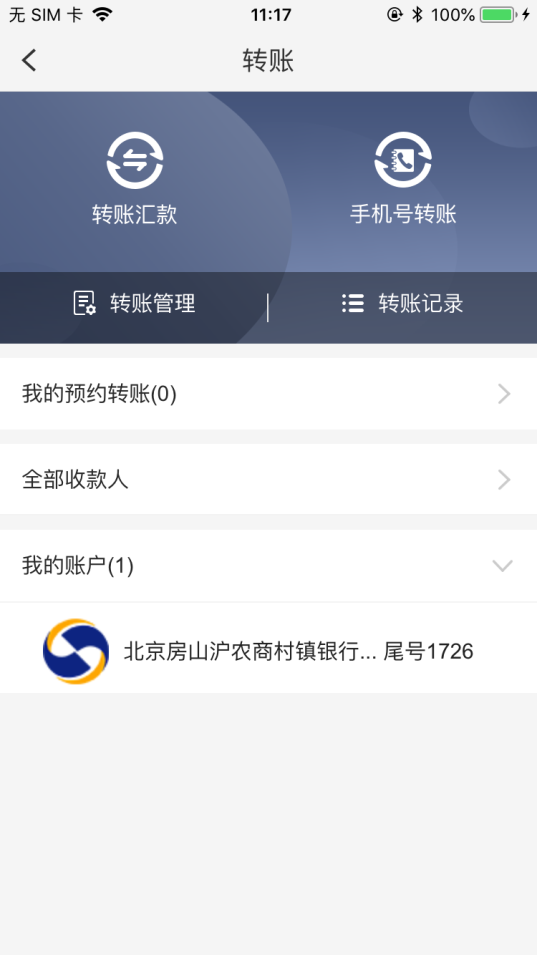 无 SIM 卡 11:17 100%
转账
转账汇款 手机号转账
转账管理 转账记录
我的预约转账(0)
全部收款人
我的账户(1)
北京房山沪农商村镇银行... 尾号1726